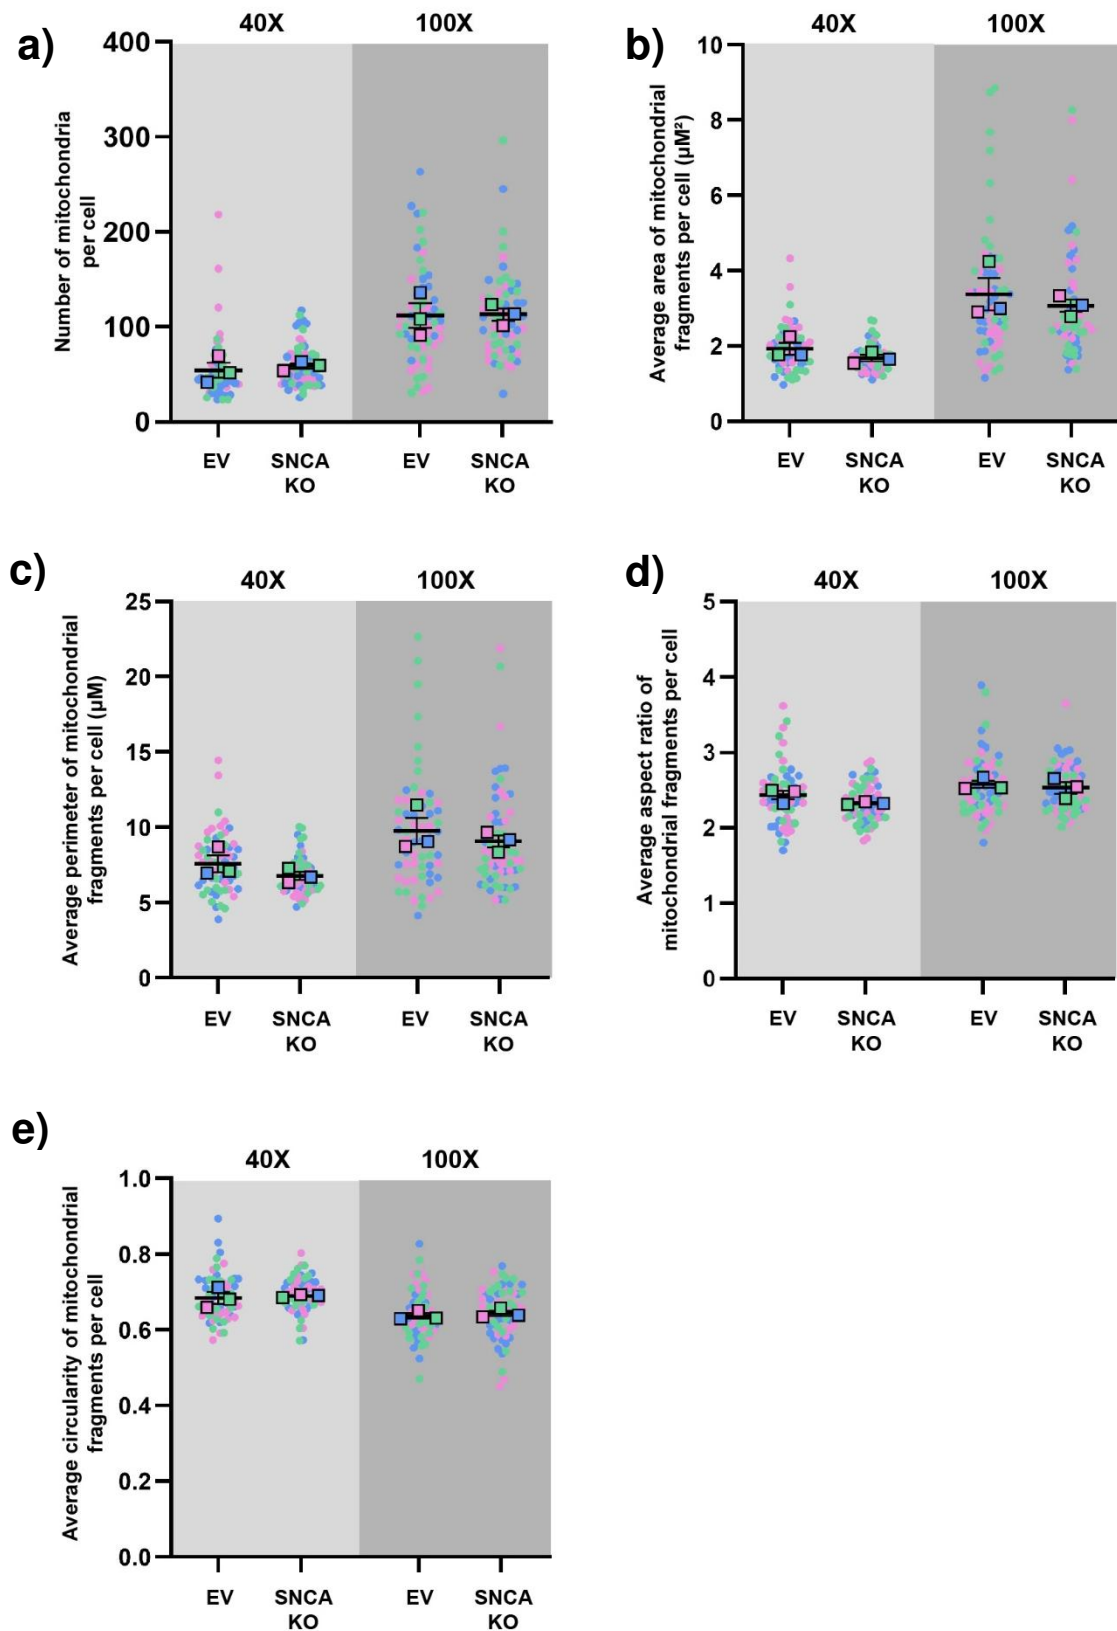 a)
40X 100X
Number of mitochondria
per cell
400
300
200
100
0
EV SNCA EV SNCA
KO KO
b)
40X 100X
Average area of mitochondrial
fragments per cell (µM²)
10
8
6
4
2
0
EV SNCA EV SNCA
KO KO
c)
40X 100X
Average perimeter of mitochondrial
fragments per cell (µM)
25
20
15
10
5
0
EV SNCA EV SNCA
KO KO
d)
40X 100X
Average aspect ratio of
mitochondrial fragments per cell
5
4
3
2
1
0
EV SNCA EV SNCA
KO KO
e)
40X 100X
Average circularity of mitochondrial
fragments per cell
1.0
0.8
0.6
0.4
0.2
0.0
EV SNCA EV SNCA
KO KO